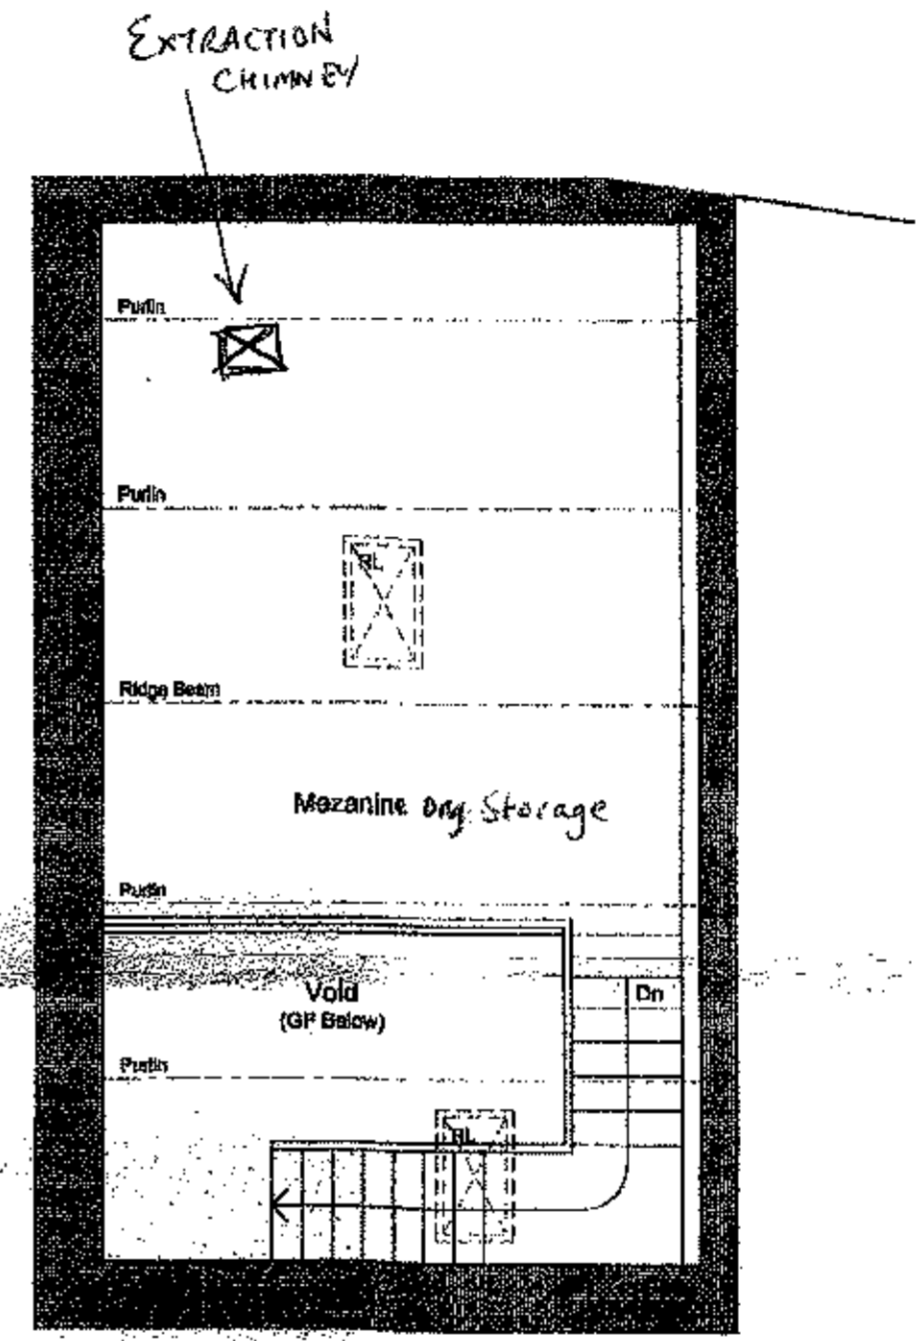 EXTRACTION
CHIMNEY
Purlin
Purlin
RL
Ridge Beam
Mezanine Dry Storage
Purlin
Void
(GF Below)
Dn
Purlin
RL